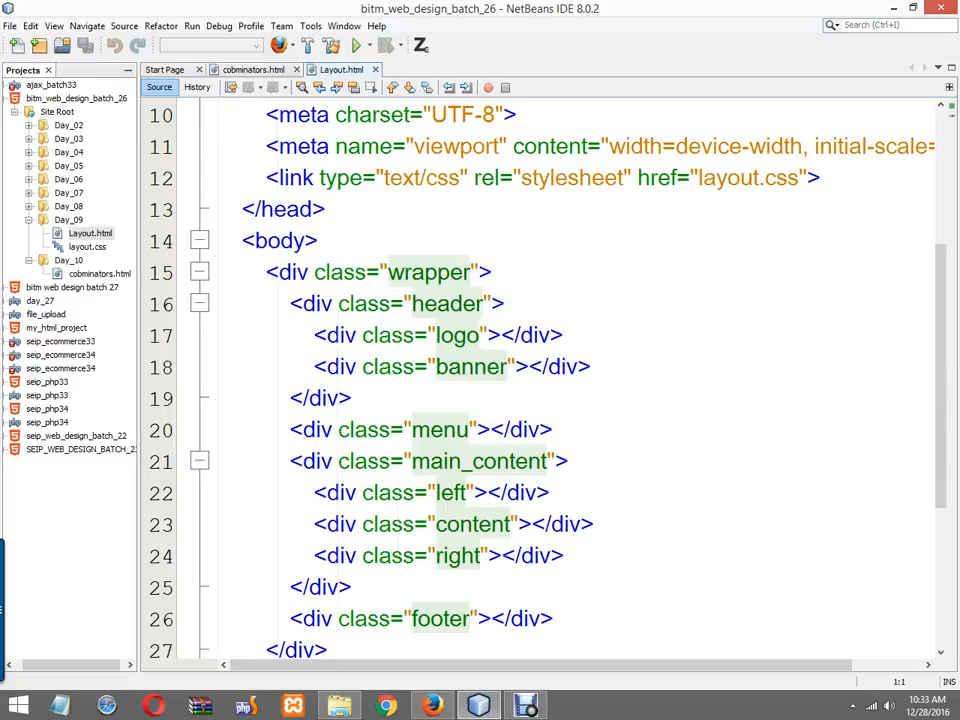 bitm_web_design_batch_26 - NetBeans IDE 8.0.2
File Edit View Navigate Source Refactor Run Debug Profile Team Tools Window Help
Search (Ctrl+I)
Projects
Start Page cobminators.html Layout.html
Source History
ajax_batch33
bitm_web_design_batch_26
Site Root
Day_02
Day_03
Day_04
Day_05
Day_06
Day_07
Day_08
Day_09
Layout.html
layout.css
Day_10
cobminators.html
bitm web design batch 27
day_27
file_upload
my_html_project
seip_ecommerce33
seip_ecommerce34
seip_ecommerce34
seip_php33
seip_php33
seip_php34
seip_php34
seip_web_design_batch_22
SEIP_WEB_DESIGN_BATCH_2
10 <meta charset="UTF-8">
11 <meta name="viewport" content="width=device-width, initial-scale=
12 <link type="text/css" rel="stylesheet" href="layout.css">
13 </head>
14 <body>
15 <div class="wrapper">
16 <div class="header">
17 <div class="logo"></div>
18 <div class="banner"></div>
19 </div>
20 <div class="menu"></div>
21 <div class="main_content">
22 <div class="left"></div>
23 <div class="content"></div>
24 <div class="right"></div>
25 </div>
26 <div class="footer"></div>
27 </div>
1:1 INS
10:33 AM
12/28/2016